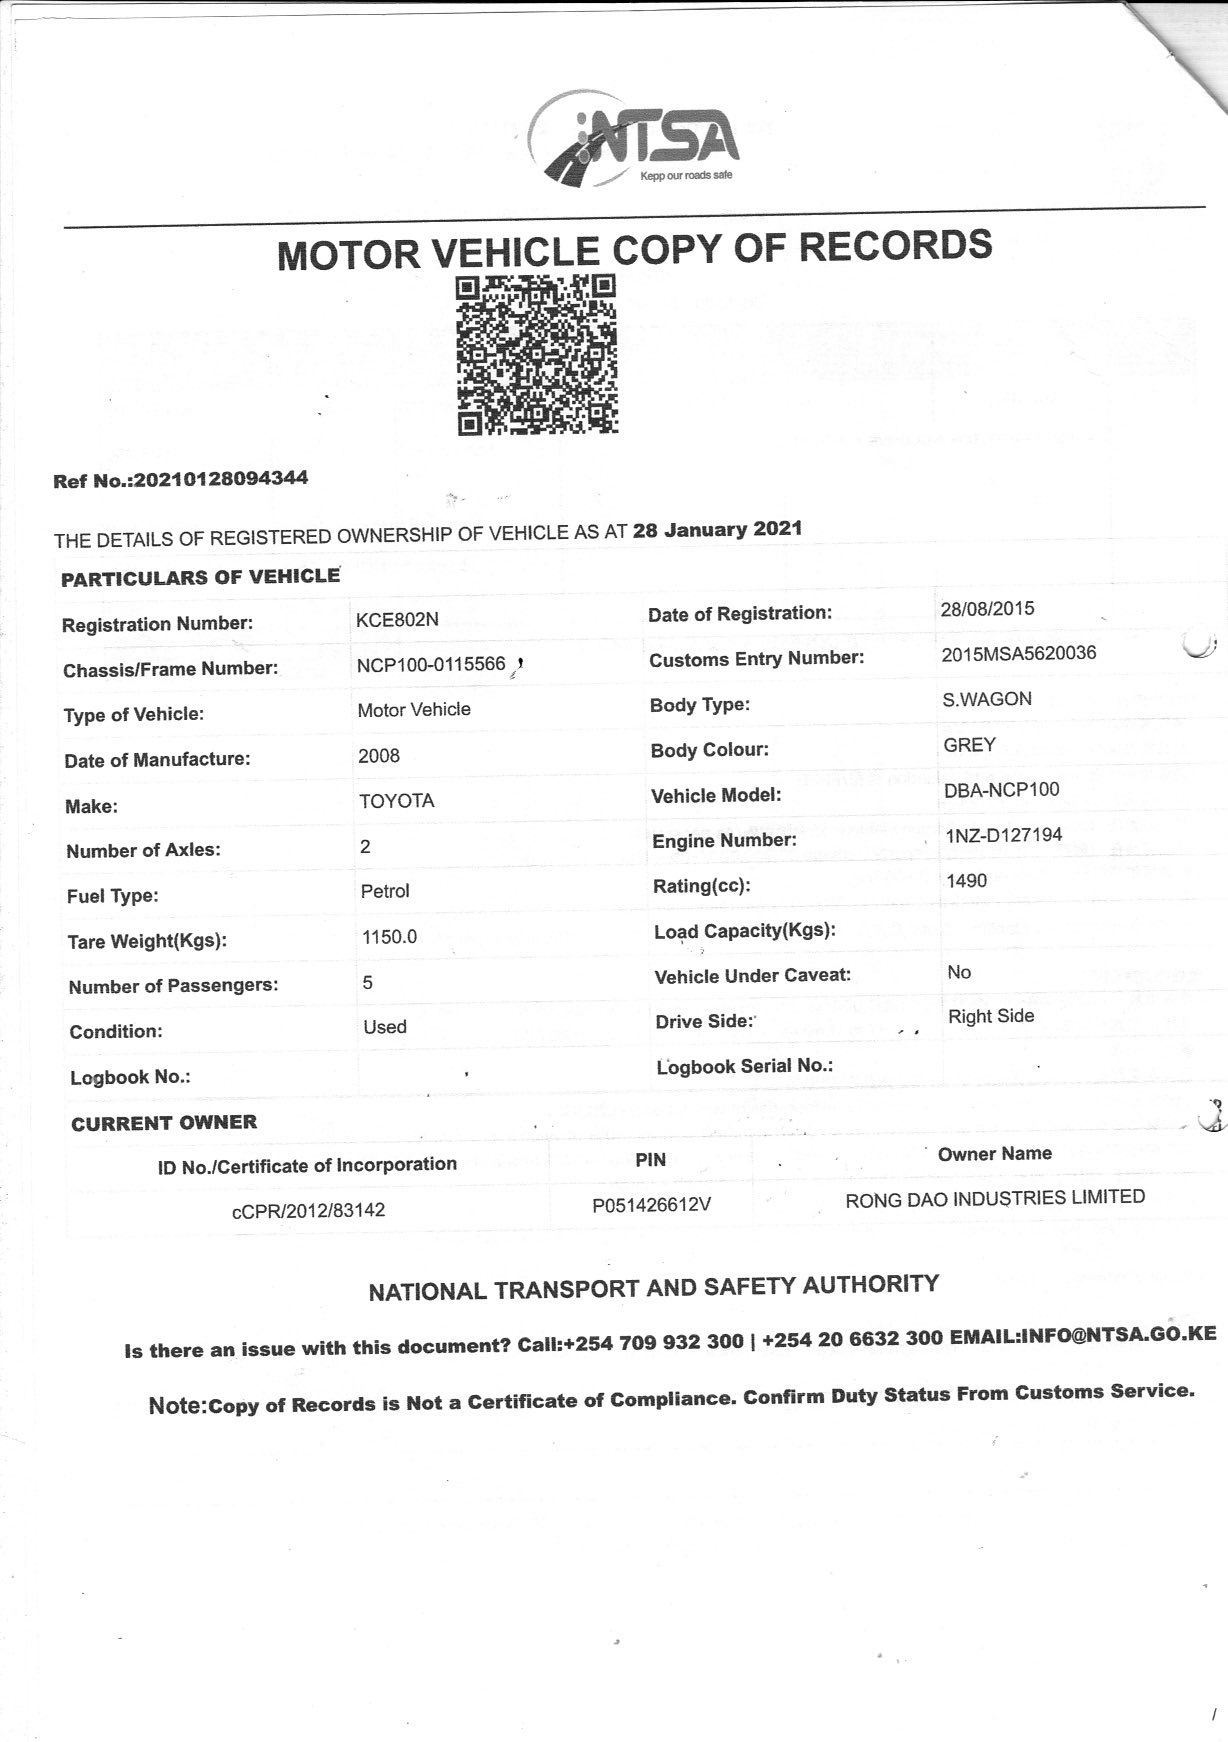 NTSA
Kepp our roads safe
MOTOR VEHICLE COPY OF RECORDS
Ref No.:20210128094344
THE DETAILS OF REGISTERED OWNERSHIP OF VEHICLE AS AT 28 January 2021
PARTICULARS OF VEHICLE
Registration Number: KCE802N Date of Registration: 28/08/2015
Chassis/Frame Number: NCP100-0115566 Customs Entry Number: 2015MSA5620036
Type of Vehicle: Motor Vehicle Body Type: S.WAGON
Date of Manufacture: 2008 Body Colour: GREY
Make: TOYOTA Vehicle Model: DBA-NCP100
Number of Axles: 2 Engine Number: 1NZ-D127194
Fuel Type: Petrol Rating(cc): 1490
Tare Weight(Kgs): 1150.0 Load Capacity(Kgs):
Number of Passengers: 5 Vehicle Under Caveat: No
Condition: Used Drive Side: Right Side
Logbook No.: Logbook Serial No.:
CURRENT OWNER
ID No./Certificate of Incorporation PIN Owner Name
cCPR/2012/83142 P051426612V RONG DAO INDUSTRIES LIMITED
NATIONAL TRANSPORT AND SAFETY AUTHORITY
Is there an issue with this document? Call:+254 709 932 300 | +254 20 6632 300 EMAIL:INFO@NTSA.GO.KE
Note:Copy of Records is Not a Certificate of Compliance. Confirm Duty Status From Customs Service.